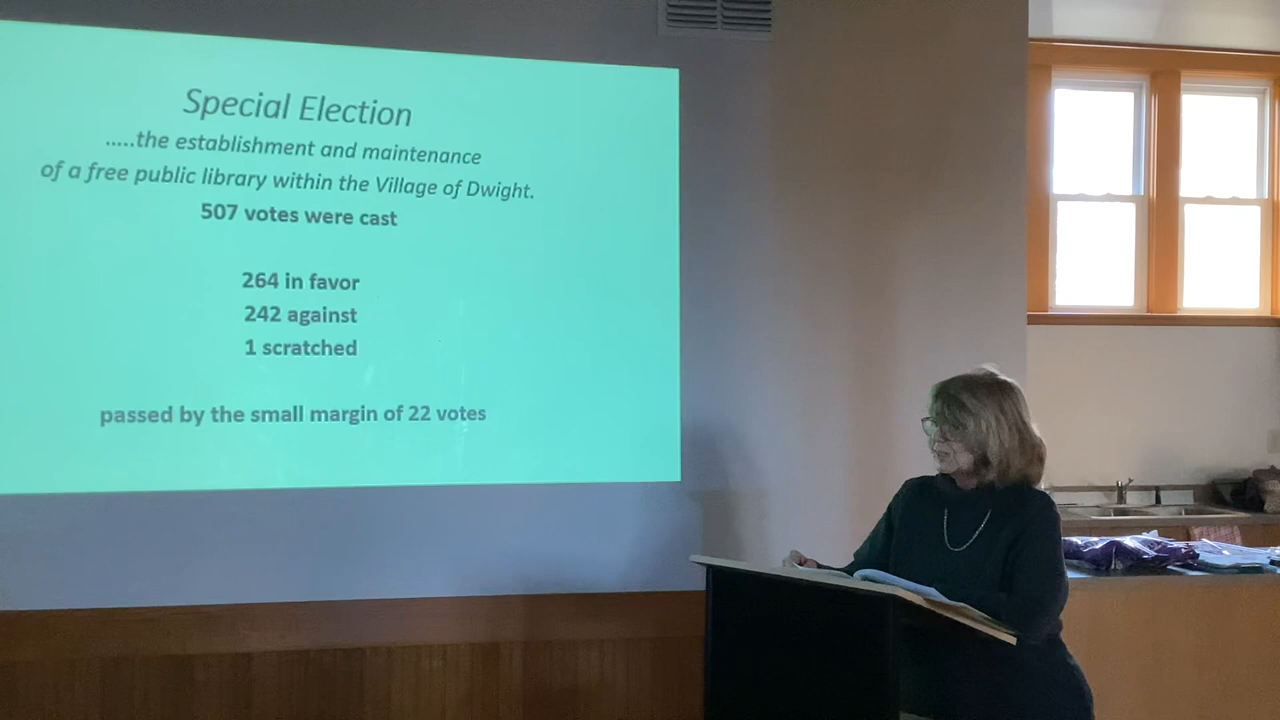 Special Election
.....the establishment and maintenance
of a free public library within the Village of Dwight.
507 votes were cast
264 in favor
242 against
1 scratched
passed by the small margin of 22 votes